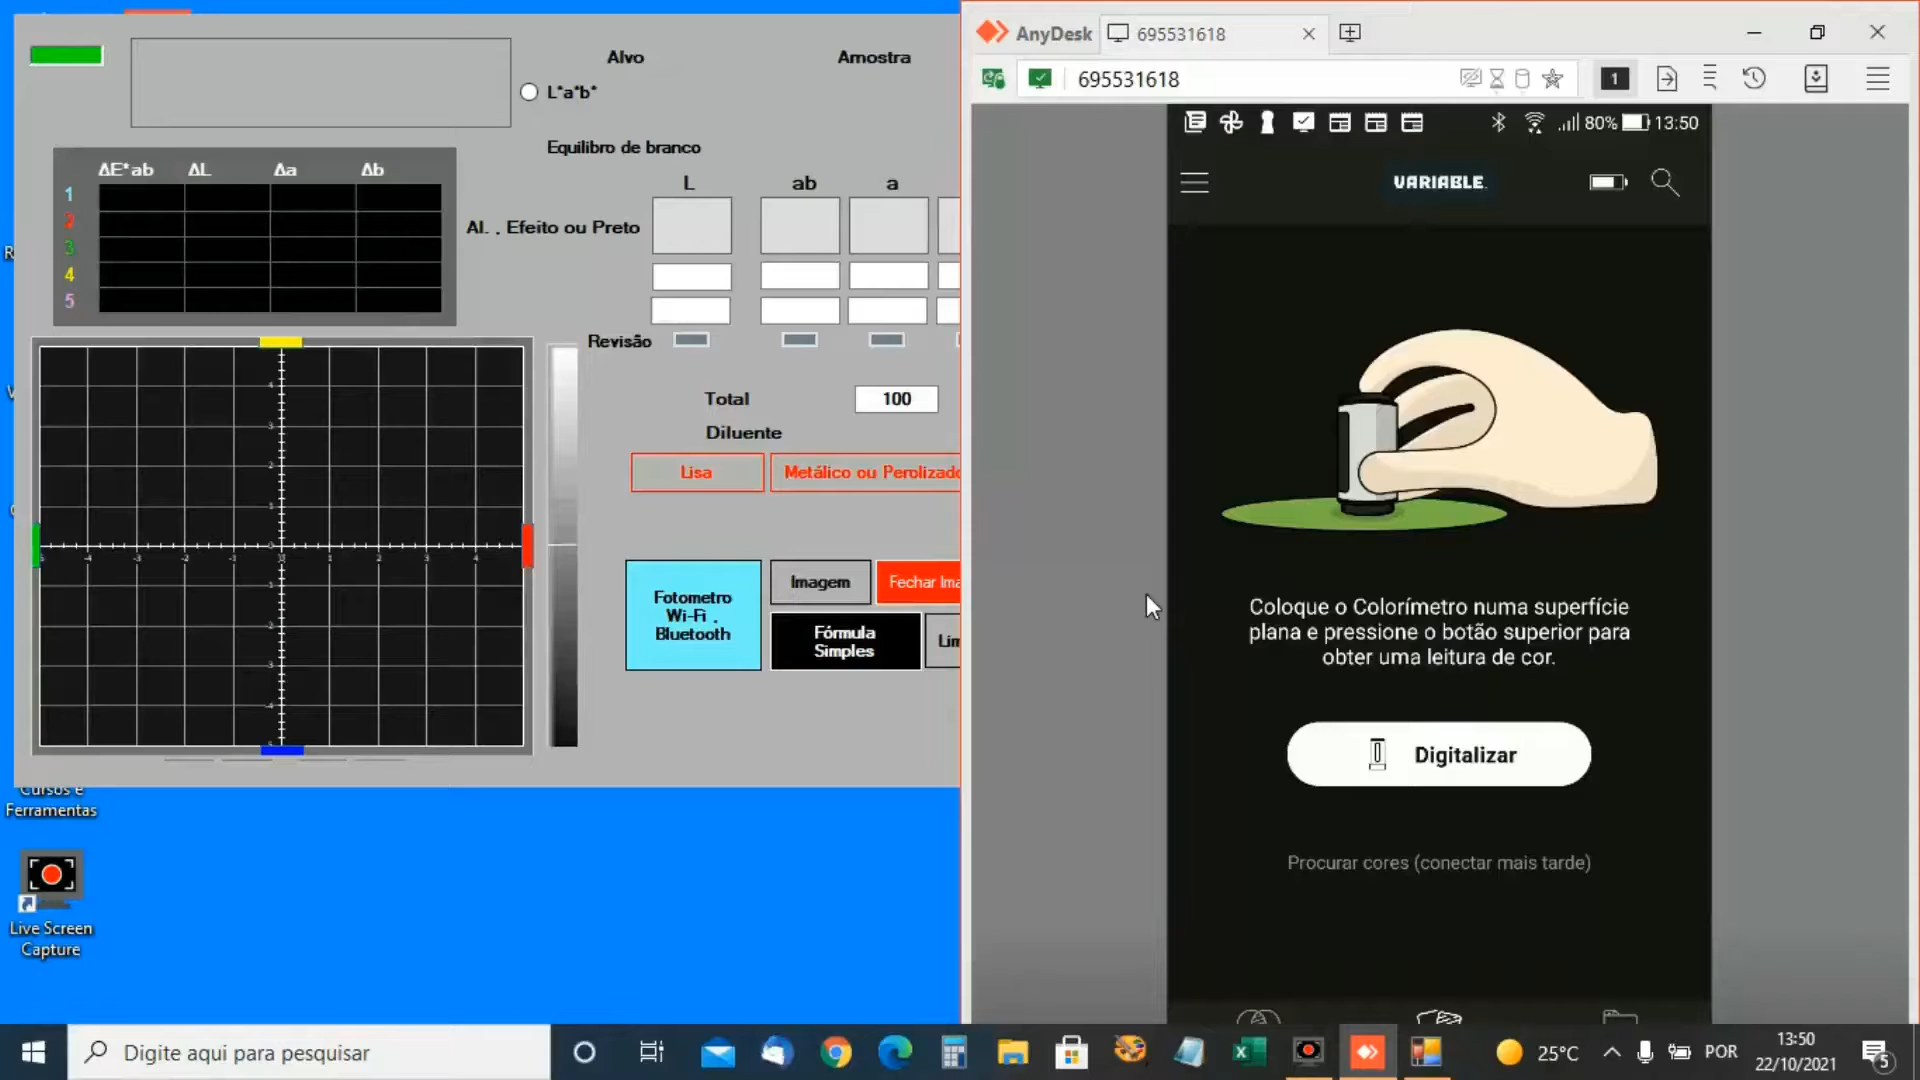 Alvo
Amostra
L*a*b*
Equilibro de branco
ΔE*ab ΔL Δa Δb
1
2
3
4
5
L ab a
Al. . Efeito ou Preto
Revisão
Total 100
Diluente
Lisa
Metálico ou Perolizado
Fotometro
Wi-Fi .
Bluetooth
Imagem
Fechar Ima
Fórmula
Simples
Lim
Cursos e
Ferramentas
Live Screen
Capture
AnyDesk
695531618
695531618
1
80% 13:50
VARIABLE
Coloque o Colorímetro numa superfície
plana e pressione o botão superior para
obter uma leitura de cor.
Digitalizar
Procurar cores (conectar mais tarde)
Digite aqui para pesquisar
25°C
POR
13:50
22/10/2021
5